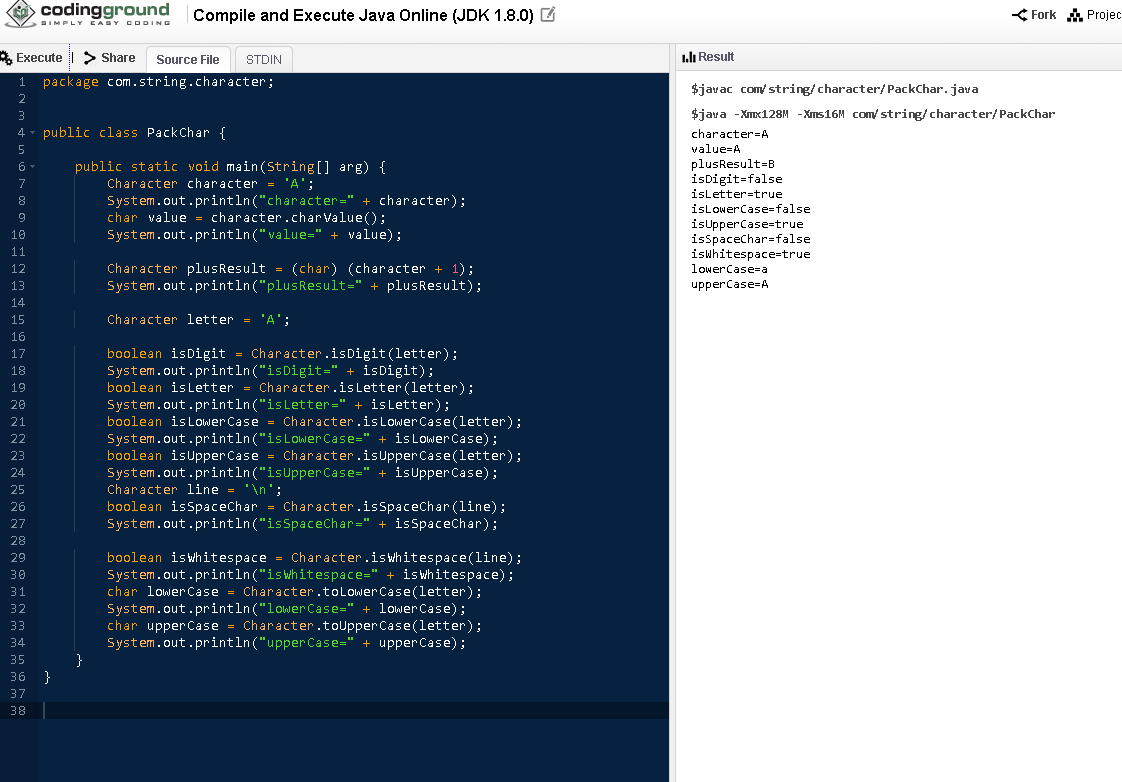 codingground
SIMPLY EASY CODING
Compile and Execute Java Online (JDK 1.8.0)
Fork
Projec
Execute
Share
Source File
STDIN
1 package com.string.character;
2
3
4 public class PackChar {
5
6 public static void main(String[] arg) {
7 Character character = 'A';
8 System.out.println("character=" + character);
9 char value = character.charValue();
10 System.out.println("value=" + value);
11
12 Character plusResult = (char) (character + 1);
13 System.out.println("plusResult=" + plusResult);
14
15 Character letter = 'A';
16
17 boolean isDigit = Character.isDigit(letter);
18 System.out.println("isDigit=" + isDigit);
19 boolean isLetter = Character.isLetter(letter);
20 System.out.println("isLetter=" + isLetter);
21 boolean isLowerCase = Character.isLowerCase(letter);
22 System.out.println("isLowerCase=" + isLowerCase);
23 boolean isUpperCase = Character.isUpperCase(letter);
24 System.out.println("isUpperCase=" + isUpperCase);
25 Character line = '\n';
26 boolean isSpaceChar = Character.isSpaceChar(line);
27 System.out.println("isSpaceChar=" + isSpaceChar);
28
29 boolean isWhitespace = Character.isWhitespace(line);
30 System.out.println("isWhitespace=" + isWhitespace);
31 char lowerCase = Character.toLowerCase(letter);
32 System.out.println("lowerCase=" + lowerCase);
33 char upperCase = Character.toUpperCase(letter);
34 System.out.println("upperCase=" + upperCase);
35 }
36 }
37
38
Result
$javac com/string/character/PackChar.java
$java -Xmx128M -Xms16M com/string/character/PackChar
character=A
value=A
plusResult=B
isDigit=false
isLetter=true
isLowerCase=false
isUpperCase=true
isSpaceChar=false
isWhitespace=true
lowerCase=a
upperCase=A